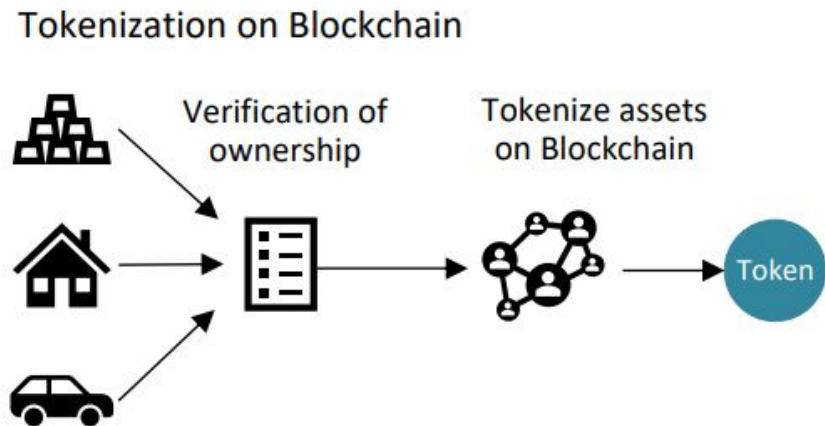 Tokenization on Blockchain
Verification of
ownership
Tokenize assets
on Blockchain
Token